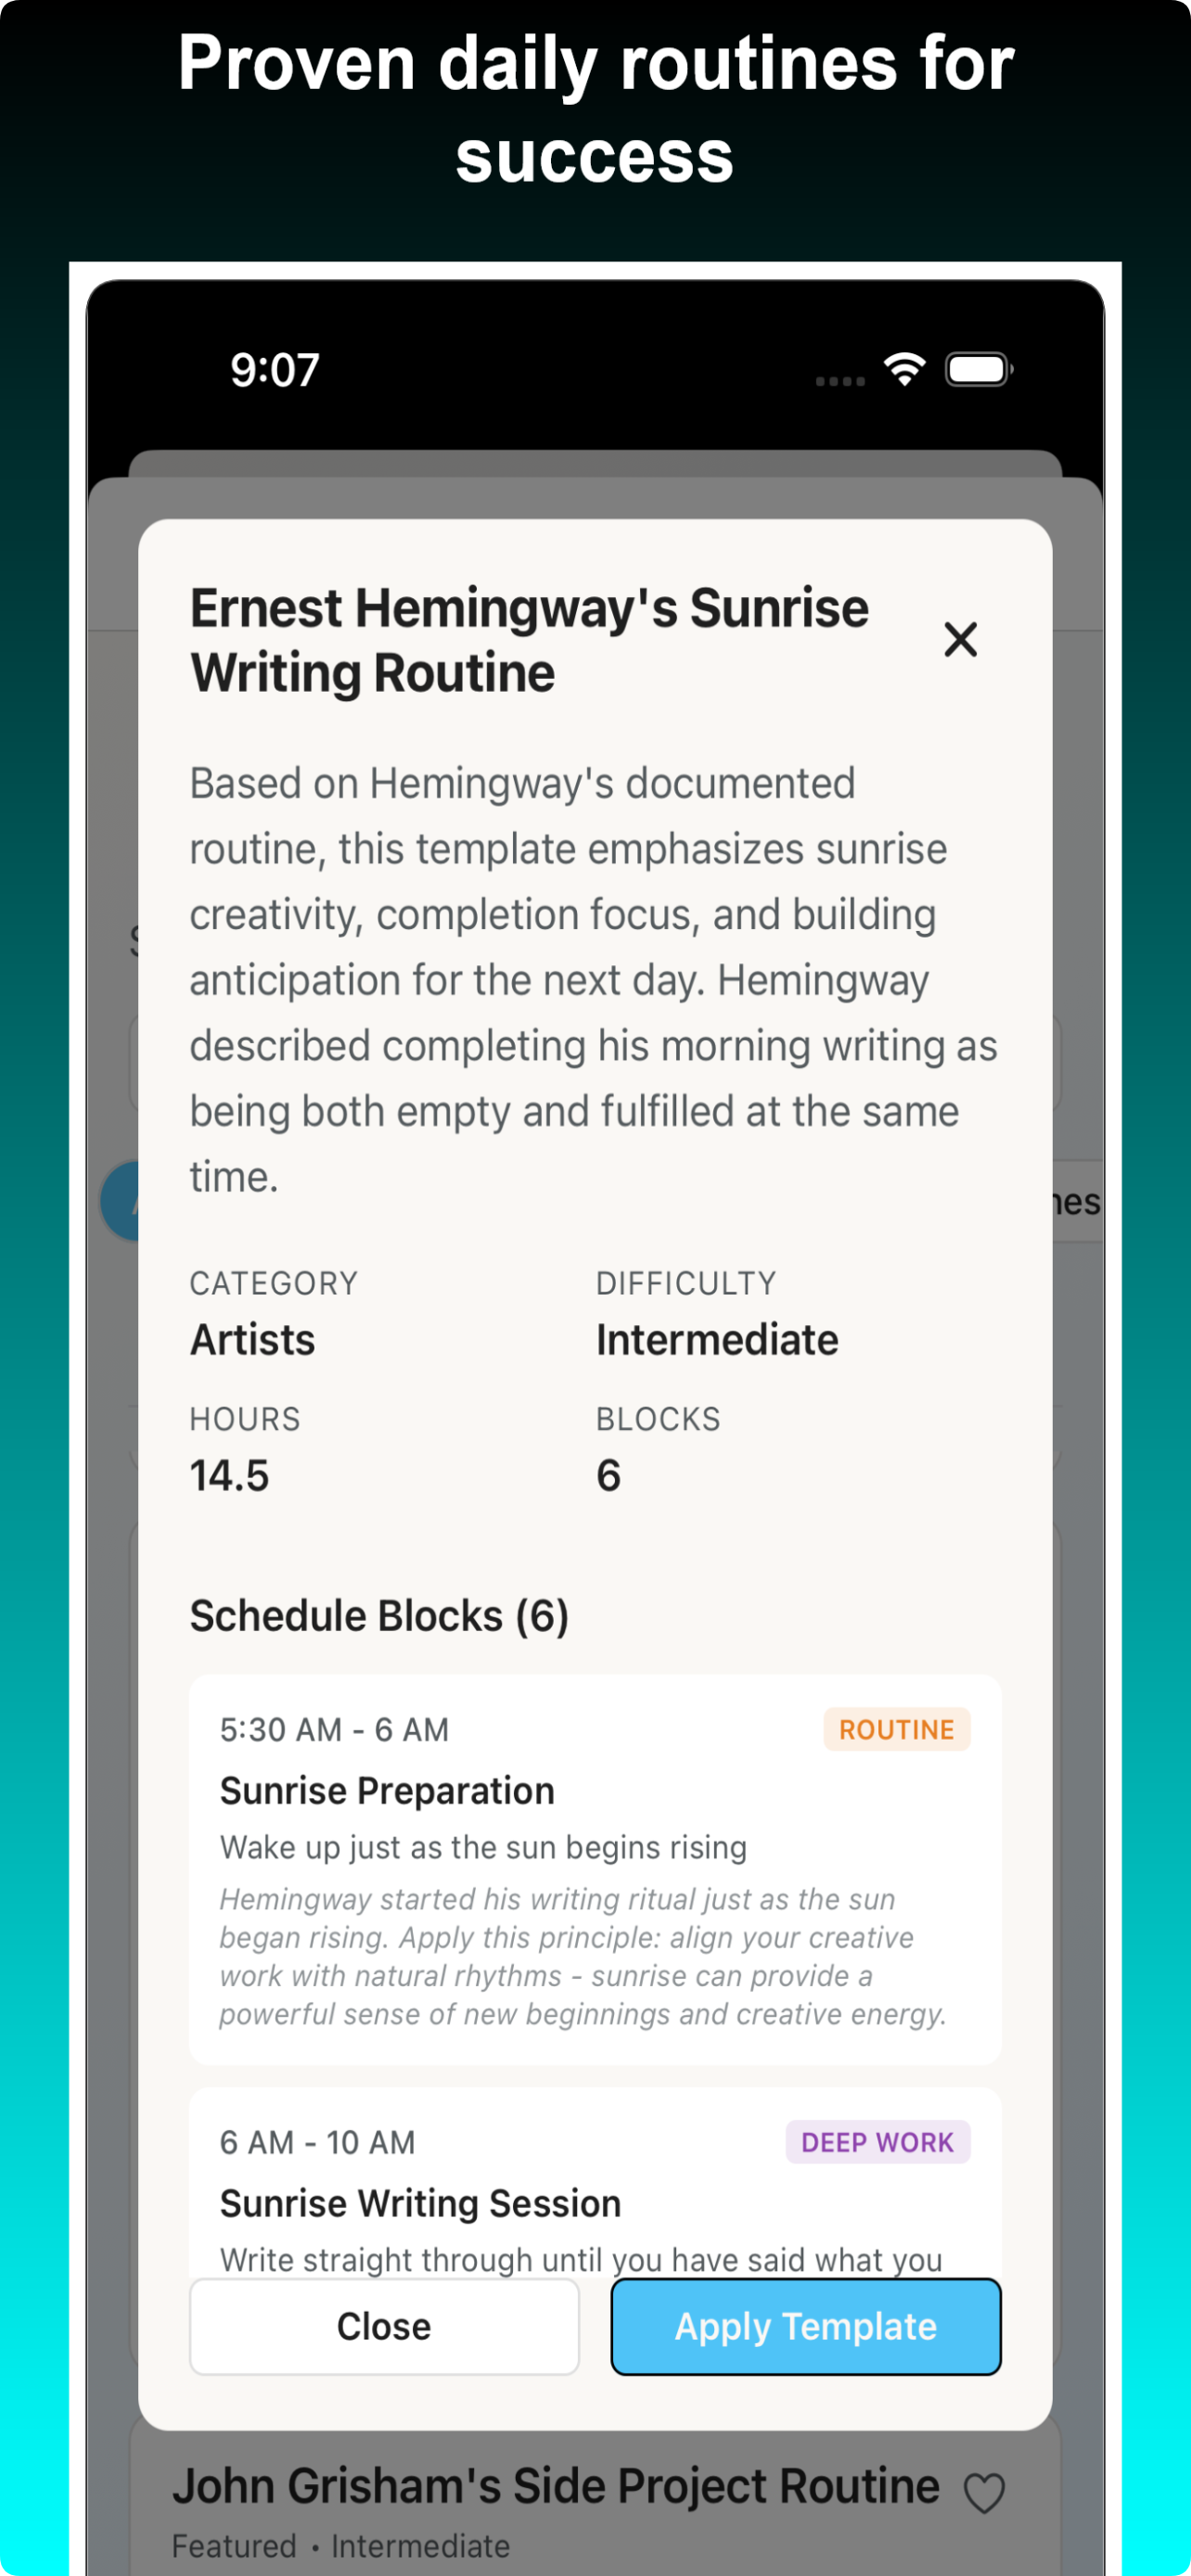 Proven daily routines for
success
9:07
Ernest Hemingway's Sunrise
Writing Routine
Based on Hemingway's documented
routine, this template emphasizes sunrise
creativity, completion focus, and building
anticipation for the next day. Hemingway
described completing his morning writing as
being both empty and fulfilled at the same
time.
CATEGORY DIFFICULTY
Artists Intermediate
HOURS BLOCKS
14.5 6
Schedule Blocks (6)
5:30 AM - 6 AM ROUTINE
Sunrise Preparation
Wake up just as the sun begins rising
Hemingway started his writing ritual just as the sun
began rising. Apply this principle: align your creative
work with natural rhythms - sunrise can provide a
powerful sense of new beginnings and creative energy.
6 AM - 10 AM DEEP WORK
Sunrise Writing Session
Write straight through until you have said what you
Close Apply Template
John Grisham's Side Project Routine
Featured • Intermediate